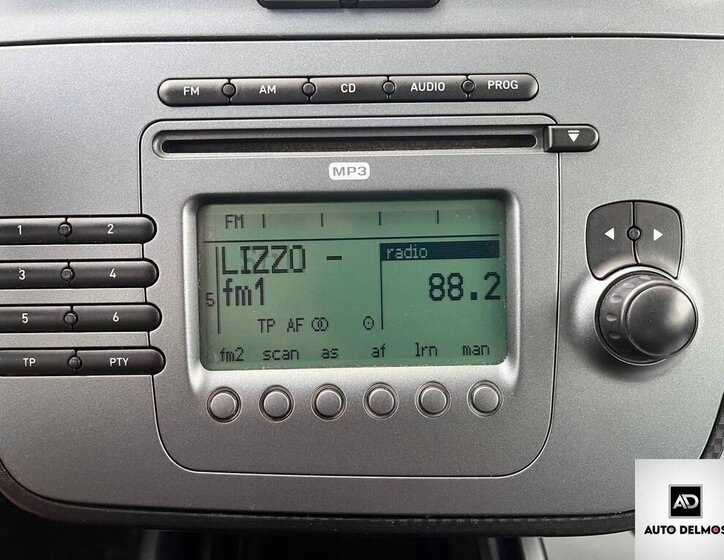 FM AM CD AUDIO PROG
MP3
1 2
3 4
5 6
TP PTY
FM
LIZZO - radio
5 fm1 88.2
TP AF
fm2 scan as af lrn man
AD
AUTO DELMOS